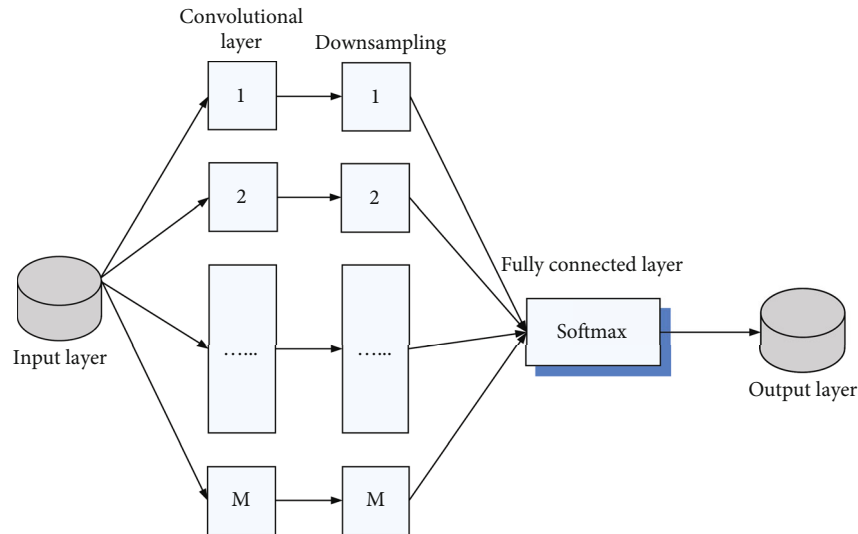 Convolutional
layer
Downsampling
1
1
2
2
Fully connected layer
Softmax
…...
…...
Input layer
Output layer
M
M